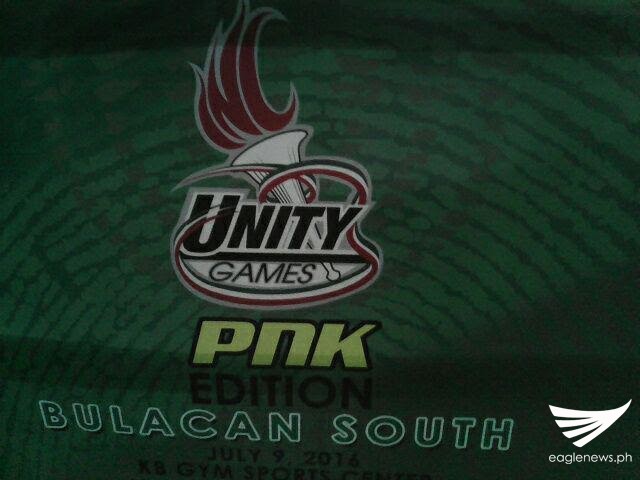 UNITY
GAMES
PNK
EDITION
BULACAN SOUTH
JULY 9, 2016
KB GYM SPORTS CENTER
eaglenews.ph